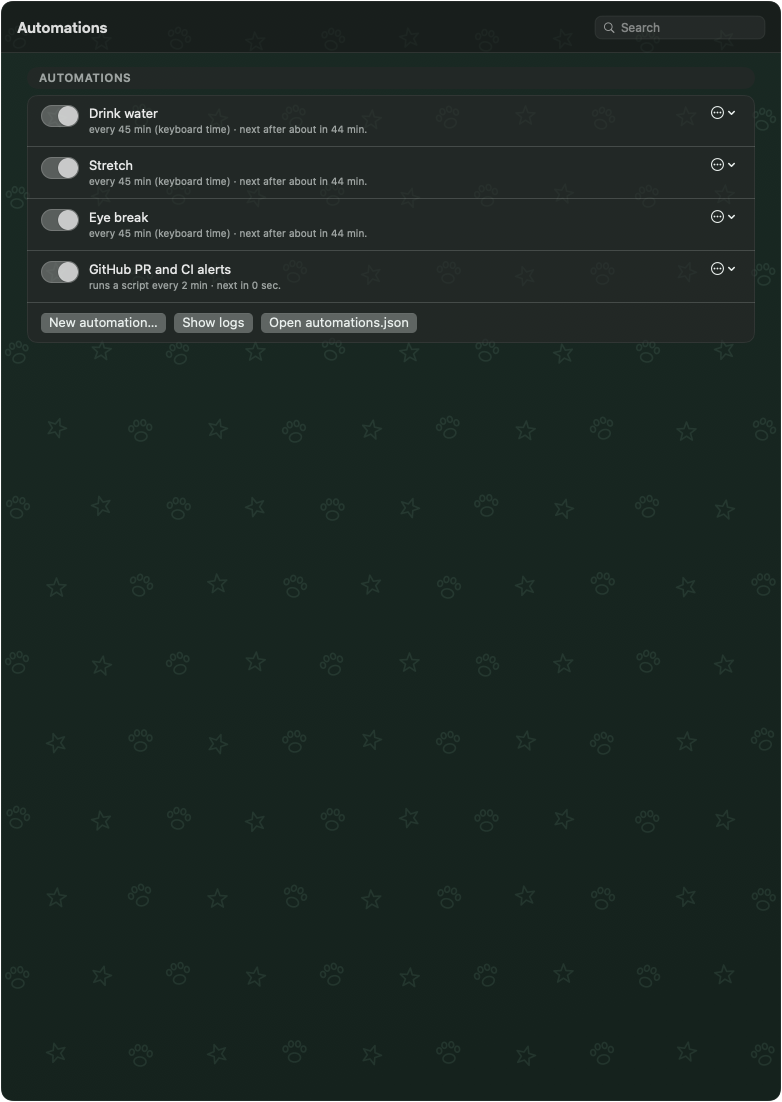 Automations
Search
AUTOMATIONS
Drink water
every 45 min (keyboard time) · next after about in 44 min.
Stretch
every 45 min (keyboard time) · next after about in 44 min.
Eye break
every 45 min (keyboard time) · next after about in 44 min.
GitHub PR and CI alerts
runs a script every 2 min · next in 0 sec.
New automation... Show logs Open automations.json